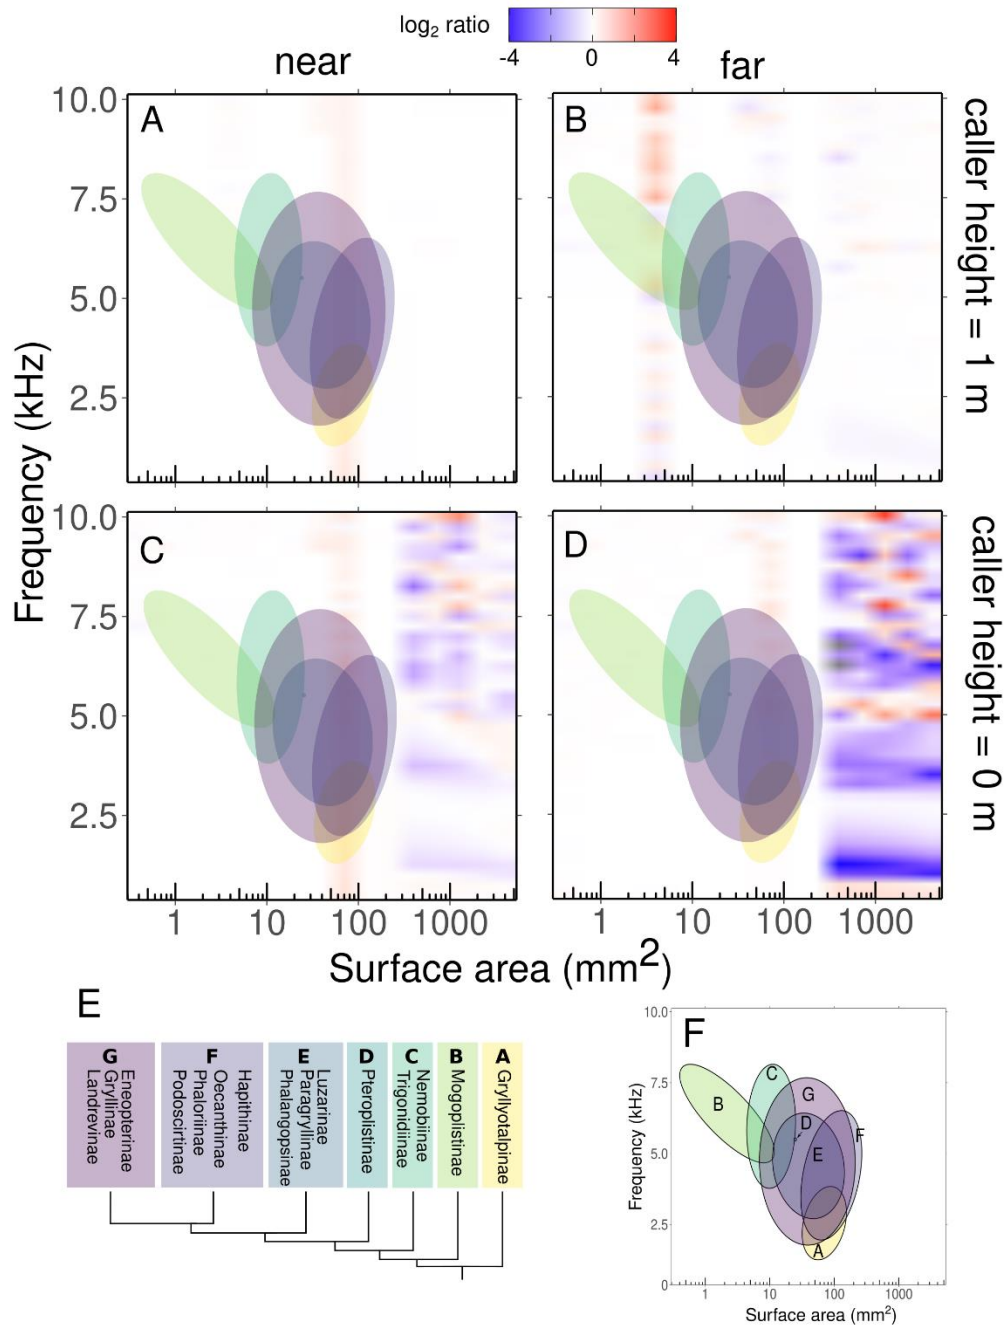 log2 ratio
-4 0 4
near
far
A
B
10.0
7.5
5.0
2.5
caller height = 1 m
C
D
10.0
7.5
5.0
2.5
caller height = 0 m
Frequency (kHz)
1 10 100 1000
1 10 100 1000
Surface area (mm2)
E
G
Eneopterinae
Gryllinae
Landrevinae
F
Hapithinae
Oecanthinae
Phaloriinae
Podoscirtinae
E
Luzarinae
Paragryllinae
Phalangopsinae
D
Pteroplistinae
C
Nemobiinae
Trigonidiinae
B
Mogoplistinae
A
Gryllyotalpinae
F
10.0
7.5
5.0
2.5
0
Frequency (kHz)
C
B
G
D
F
E
A
1 10 100 1000
Surface area (mm2)